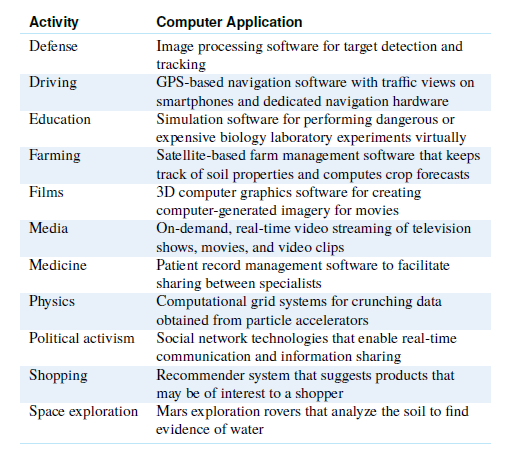 Activity Computer Application
Defense Image processing software for target detection and
tracking
Driving GPS-based navigation software with traffic views on
smartphones and dedicated navigation hardware
Education Simulation software for performing dangerous or
expensive biology laboratory experiments virtually
Farming Satellite-based farm management software that keeps
track of soil properties and computes crop forecasts
Films 3D computer graphics software for creating
computer-generated imagery for movies
Media On-demand, real-time video streaming of television
shows, movies, and video clips
Medicine Patient record management software to facilitate
sharing between specialists
Physics Computational grid systems for crunching data
obtained from particle accelerators
Political activism Social network technologies that enable real-time
communication and information sharing
Shopping Recommender system that suggests products that
may be of interest to a shopper
Space exploration Mars exploration rovers that analyze the soil to find
evidence of water